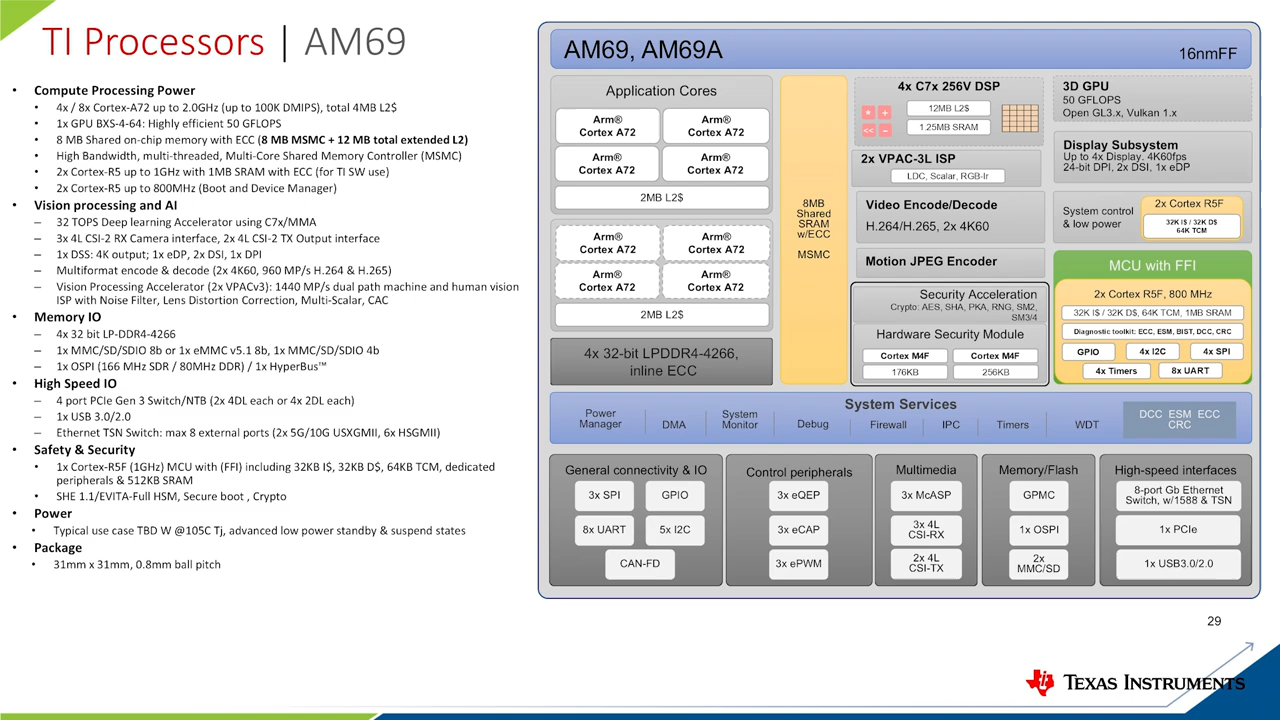 TI Processors | AM69
• Compute Processing Power
• 4x / 8x Cortex-A72 up to 2.0GHz (up to 100K DMIPS), total 4MB L2$
• 1x GPU BXS-4-64: Highly efficient 50 GFLOPS
• 8 MB Shared on-chip memory with ECC (8 MB MSMC + 12 MB total extended L2)
• High Bandwidth, multi-threaded, Multi-Core Shared Memory Controller (MSMC)
• 2x Cortex-R5 up to 1GHz with 1MB SRAM with ECC (for TI SW use)
• 2x Cortex-R5 up to 800MHz (Boot and Device Manager)
• Vision processing and AI
– 32 TOPS Deep learning Accelerator using C7x/MMA
– 3x 4L CSI-2 RX Camera interface, 2x 4L CSI-2 TX Output interface
– 1x DSS: 4K output; 1x eDP, 2x DSI, 1x DPI
– Multiformat encode & decode (2x 4K60, 960 MP/s H.264 & H.265)
– Vision Processing Accelerator (2x VPACv3): 1440 MP/s dual path machine and human vision
ISP with Noise Filter, Lens Distortion Correction, Multi-Scalar, CAC
• Memory IO
– 4x 32 bit LP-DDR4-4266
– 1x MMC/SD/SDIO 8b or 1x eMMC v5.1 8b, 1x MMC/SD/SDIO 4b
– 1x OSPI (166 MHz SDR / 80MHz DDR) / 1x HyperBus™
• High Speed IO
– 4 port PCIe Gen 3 Switch/NTB (2x 4DL each or 4x 2DL each)
– 1x USB 3.0/2.0
– Ethernet TSN Switch: max 8 external ports (2x 5G/10G USXGMII, 6x HSGMII)
• Safety & Security
• 1x Cortex-R5F (1GHz) MCU with (FFI) including 32KB I$, 32KB D$, 64KB TCM, dedicated
peripherals & 512KB SRAM
• SHE 1.1/EVITA-Full HSM, Secure boot , Crypto
• Power
• Typical use case TBD W @105C Tj, advanced low power standby & suspend states
• Package
• 31mm x 31mm, 0.8mm ball pitch
AM69, AM69A
16nmFF
Application Cores
Arm®
Cortex A72
Arm®
Cortex A72
Arm®
Cortex A72
Arm®
Cortex A72
2MB L2$
Arm®
Cortex A72
Arm®
Cortex A72
Arm®
Cortex A72
Arm®
Cortex A72
2MB L2$
4x 32-bit LPDDR4-4266,
inline ECC
8MB
Shared
SRAM
w/ECC
MSMC
4x C7x 256V DSP
* +
<< –
12MB L2$
1.25MB SRAM
2x VPAC-3L ISP
LDC, Scalar, RGB-Ir
Video Encode/Decode
H.264/H.265, 2x 4K60
Motion JPEG Encoder
Security Acceleration
Crypto: AES, SHA, PKA, RNG, SM2,
SM3/4
Hardware Security Module
Cortex M4F
Cortex M4F
176KB
256KB
3D GPU
50 GFLOPS
Open GL3.x, Vulkan 1.x
Display Subsystem
Up to 4x Display. 4K60fps
24-bit DPI, 2x DSI, 1x eDP
System control
& low power
2x Cortex R5F
32K I$ / 32K D$
64K TCM
MCU with FFI
2x Cortex R5F, 800 MHz
32K I$ / 32K D$, 64K TCM, 1MB SRAM
Diagnostic toolkit: ECC, ESM, BIST, DCC, CRC
GPIO
4x I2C
4x SPI
4x Timers
8x UART
System Services
Power
Manager
DMA
System
Monitor
Debug
Firewall
IPC
Timers
WDT
DCC ESM ECC
CRC
General connectivity & IO
3x SPI
GPIO
8x UART
5x I2C
CAN-FD
Control peripherals
3x eQEP
3x eCAP
3x ePWM
Multimedia
3x McASP
3x 4L
CSI-RX
2x 4L
CSI-TX
Memory/Flash
GPMC
1x OSPI
2x
MMC/SD
High-speed interfaces
8-port Gb Ethernet
Switch, w/1588 & TSN
1x PCIe
1x USB3.0/2.0
29
TEXAS INSTRUMENTS